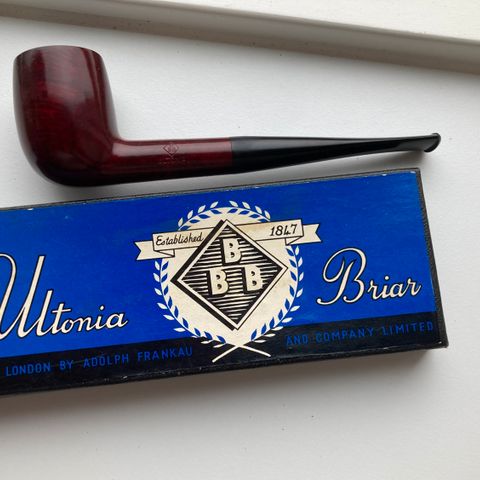 Established 1847
B
B B
Ultonia Briar
LONDON BY ADOLPH FRANKAU AND COMPANY LIMITED